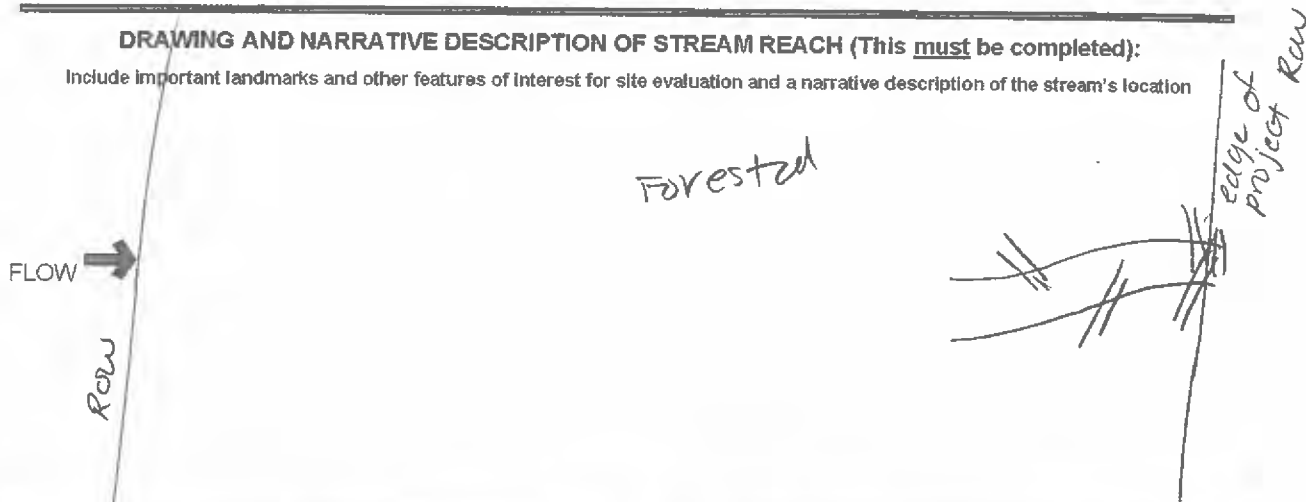 DRAWING AND NARRATIVE DESCRIPTION OF STREAM REACH (This must be completed):
Include important landmarks and other features of interest for site evaluation and a narrative description of the stream's location
edge of
project Row
Forested
FLOW
Row